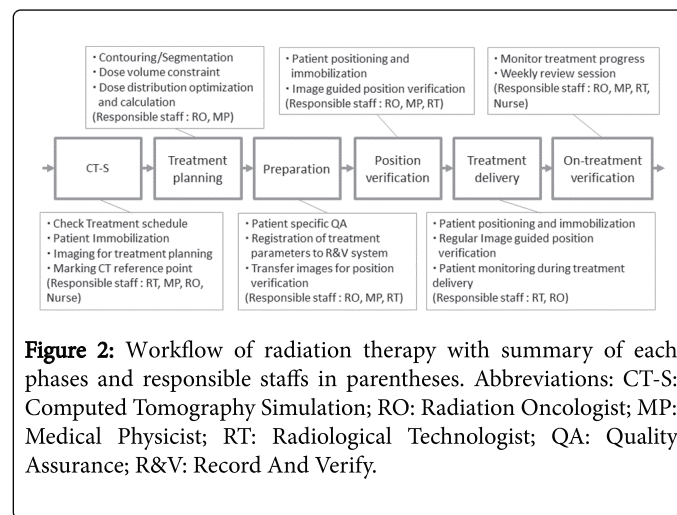 • Contouring/Segmentation
• Dose volume constraint
• Dose distribution optimization
and calculation
(Responsible staff : RO, MP)
• Patient positioning and
immobilization
• Image guided position verification
(Responsible staff : RO, MP, RT)
• Monitor treatment progress
• Weekly review session
(Responsible staff : RO, MP, RT,
Nurse)
CT-S
Treatment
planning
Preparation
Position
verification
Treatment
delivery
On-treatment
verification
• Check Treatment schedule
• Patient Immobilization
• Imaging for treatment planning
• Marking CT reference point
(Responsible staff : RT, MP, RO,
Nurse)
• Patient specific QA
• Registration of treatment
parameters to R&V system
• Transfer images for position
verification
(Responsible staff : RO, MP, RT)
• Patient positioning and immobilization
• Regular Image guided position
verification
• Patient monitoring during treatment
delivery
(Responsible staff : RT, RO)
Figure 2: Workflow of radiation therapy with summary of each
phases and responsible staffs in parentheses. Abbreviations: CT-S:
Computed Tomography Simulation; RO: Radiation Oncologist; MP:
Medical Physicist; RT: Radiological Technologist; QA: Quality
Assurance; R&V: Record And Verify.